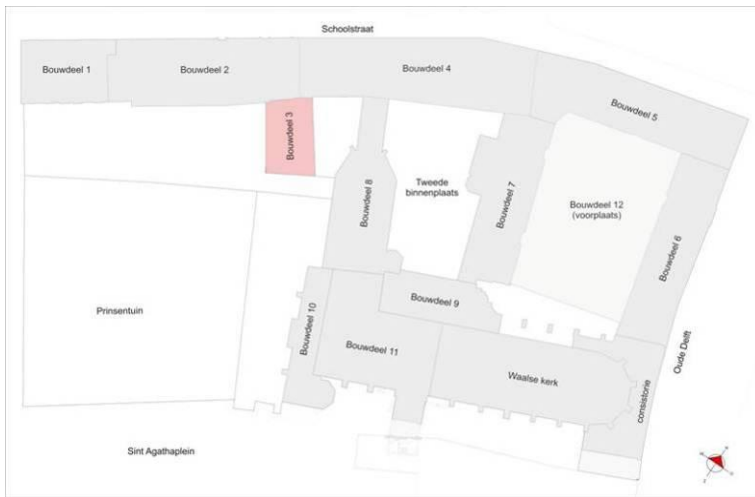 Schoolstraat
Bouwdeel 1
Bouwdeel 2
Bouwdeel 4
Bouwdeel 5
Bouwdeel 3
Bouwdeel 8
Tweede
binnenplaats
Bouwdeel 7
Bouwdeel 12
(voorplaats)
Bouwdeel 6
Prinsentuin
Bouwdeel 10
Bouwdeel 9
Bouwdeel 11
Waalse kerk
consistorie
Oude Delft
Sint Agathaplein